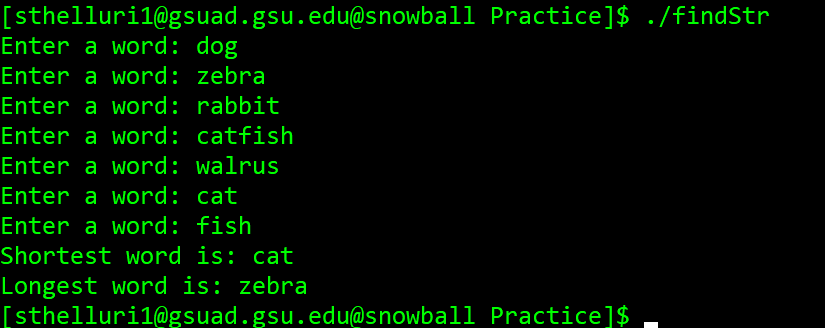 [sthelluri1@gsuad.gsu.edu@snowball Practice]$ ./findStr
Enter a word: dog
Enter a word: zebra
Enter a word: rabbit
Enter a word: catfish
Enter a word: walrus
Enter a word: cat
Enter a word: fish
Shortest word is: cat
Longest word is: zebra
[sthelluri1@gsuad.gsu.edu@snowball Practice]$